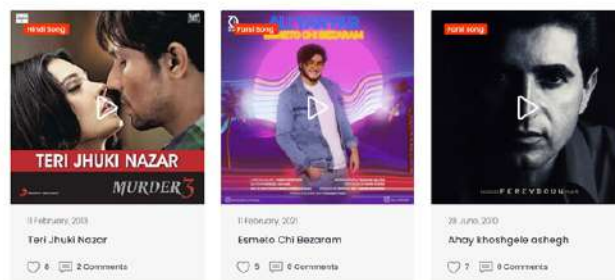 Hindi Song
TERI JHUKI NAZAR
MURDER 3
11 February, 2013
Teri Jhuki Nazar
8 2 Comments
Farsi song
ESMETO CHI BEZARAM
11 February, 2021
Esmeto Chi Bezaram
5 0 Comments
Farsi song
FEREYDOUN
28 June, 2010
Ahay khoshgele ashegh
7 0 Comments